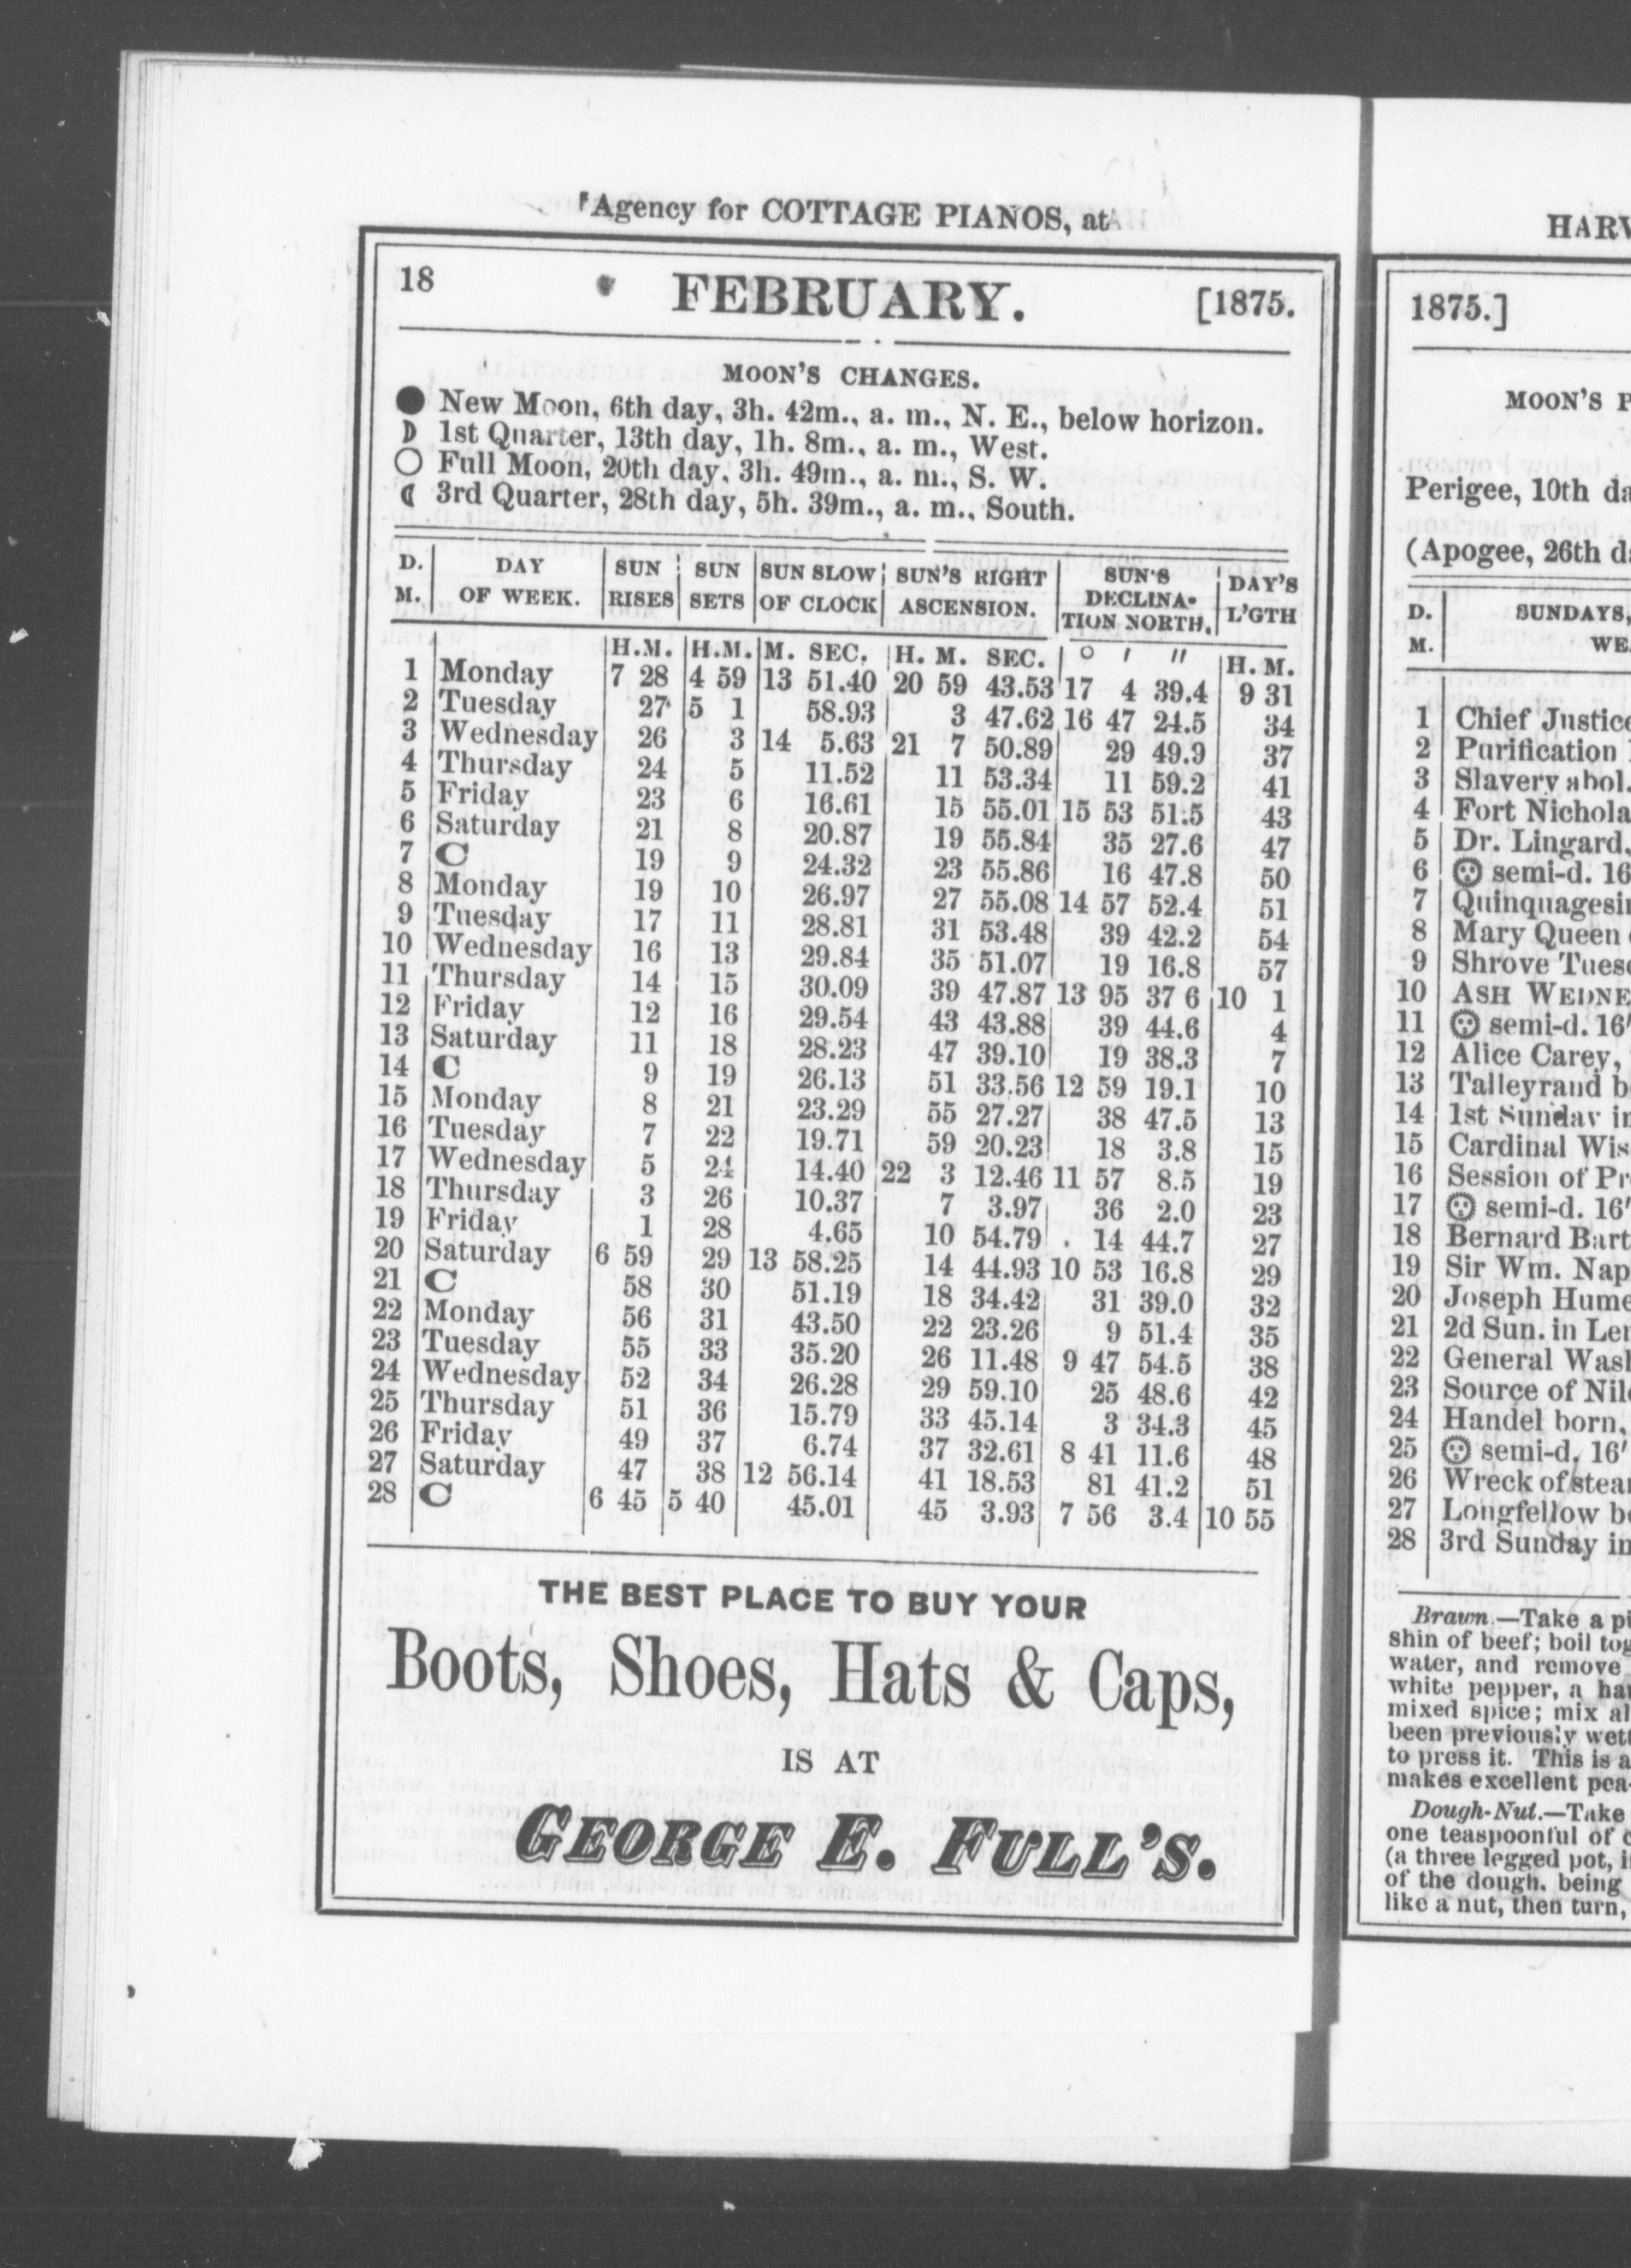 Agency for COTTAGE PIANOS, at
18 FEBRUARY. [1875.
MOON'S CHANGES.
● New Moon, 6th day, 3h. 42m., a. m., N. E., below horizon.
☽ 1st Quarter, 13th day, 1h. 8m., a. m., West.
○ Full Moon, 20th day, 3h. 49m., a. m., S. W.
☾ 3rd Quarter, 28th day, 5h. 39m., a. m., South.
D. M. | DAY OF WEEK. | SUN RISES | SUN SETS | SUN SLOW OF CLOCK | SUN'S RIGHT ASCENSION. | SUN'S DECLINATION NORTH. | DAY'S L'GTH
H.M. | H.M. | M. SEC. | H. M. SEC. | ° ′ ″ | H. M.
1 Monday 7 28 4 59 13 51.40 20 59 43.53 17 4 39.4 9 31
2 Tuesday 27 5 1 58.93 3 47.62 16 47 24.5 34
3 Wednesday 26 3 14 5.63 21 7 50.89 29 49.9 37
4 Thursday 24 5 11.52 11 53.34 11 59.2 41
5 Friday 23 6 16.61 15 55.01 15 53 51.5 43
6 Saturday 21 8 20.87 19 55.84 35 27.6 47
7 C 19 9 24.32 23 55.86 16 47.8 50
8 Monday 19 10 26.97 27 55.08 14 57 52.4 51
9 Tuesday 17 11 28.81 31 53.48 39 42.2 54
10 Wednesday 16 13 29.84 35 51.07 19 16.8 57
11 Thursday 14 15 30.09 39 47.87 13 95 37 6 10 1
12 Friday 12 16 29.54 43 43.88 39 44.6 4
13 Saturday 11 18 28.23 47 39.10 19 38.3 7
14 C 9 19 26.13 51 33.56 12 59 19.1 10
15 Monday 8 21 23.29 55 27.27 38 47.5 13
16 Tuesday 7 22 19.71 59 20.23 18 3.8 15
17 Wednesday 5 24 14.40 22 3 12.46 11 57 8.5 19
18 Thursday 3 26 10.37 7 3.97 36 2.0 23
19 Friday 1 28 4.65 10 54.79 14 44.7 27
20 Saturday 6 59 29 13 58.25 14 44.93 10 53 16.8 29
21 C 58 30 51.19 18 34.42 31 39.0 32
22 Monday 56 31 43.50 22 23.26 9 51.4 35
23 Tuesday 55 33 35.20 26 11.48 9 47 54.5 38
24 Wednesday 52 34 26.28 29 59.10 25 48.6 42
25 Thursday 51 36 15.79 33 45.14 3 34.3 45
26 Friday 49 37 6.74 37 32.61 8 41 11.6 48
27 Saturday 47 38 12 56.14 41 18.53 81 41.2 51
28 C 6 45 5 40 45.01 45 3.93 7 56 3.4 10 55
THE BEST PLACE TO BUY YOUR
Boots, Shoes, Hats & Caps,
IS AT
GEORGE E. FULL'S.
1875.]
MOON'S
Perigee, 10th
(Apogee, 26th
D. M. | SUNDAYS,
1 Chief Justice
2 Purification
3 Slavery abol.
4 Fort
5 Dr. Lingard,
6 semi-d. 16
7
8 Mary Queen
9 Shrove
10 ASH
11 semi-d. 16'
12 Alice Carey,
13 Talleyrand
14 1st Sunday
15 Cardinal
16 Session of
17 semi-d. 16'
18 Bernard
19 Sir Wm.
20 Joseph Hume
21 2d Sun. in
22 General
23 Source of
24 Handel born,
25 semi-d. 16'
26 Wreck of
27 Longfellow
28 3rd Sunday
Brawn.—Take a
shin of beef; boil
water, and remove
white pepper, a
mixed spice; mix
been previously
to press it. This is
makes excellent
Dough-Nut.—Take
one teaspoonful of
(a three legged pot,
of the dough, being
like a nut, then turn,